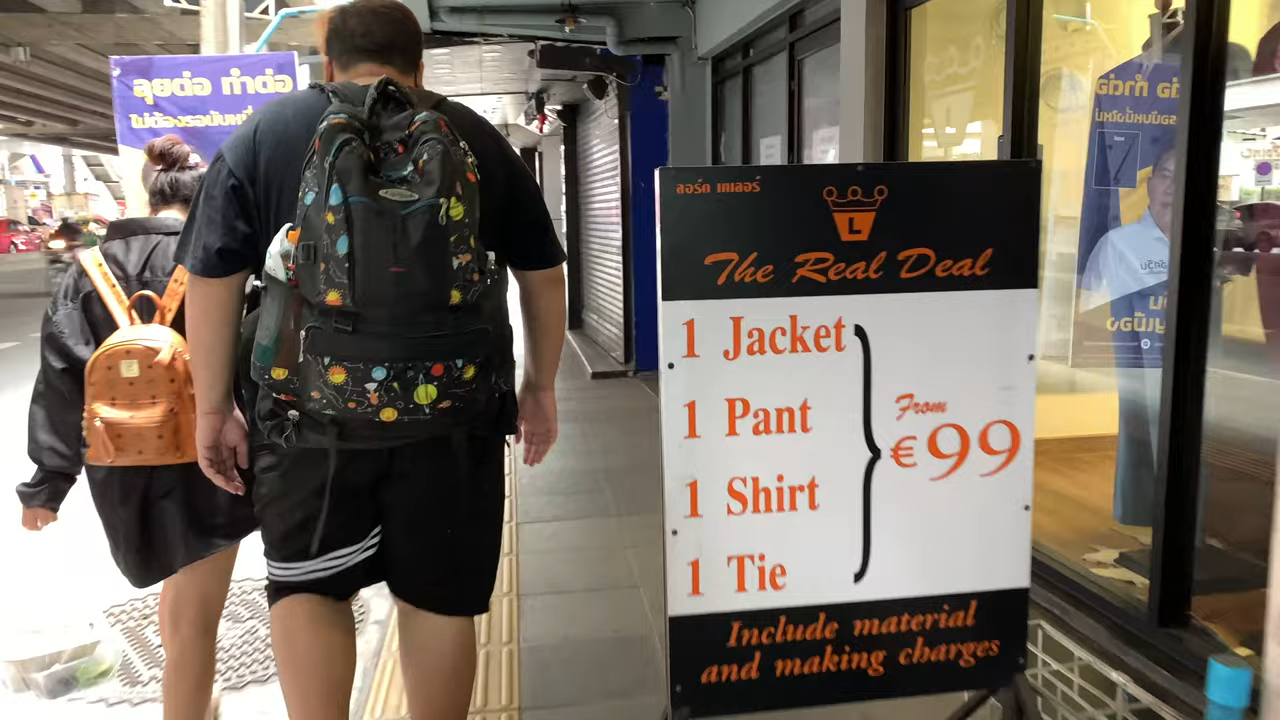 ลุยต่อ ทำต่อ
ลอร์ด เตเลอร์
L
The Real Deal
1 Jacket
1 Pant
1 Shirt
1 Tie
From
€99
Include material
and making charges